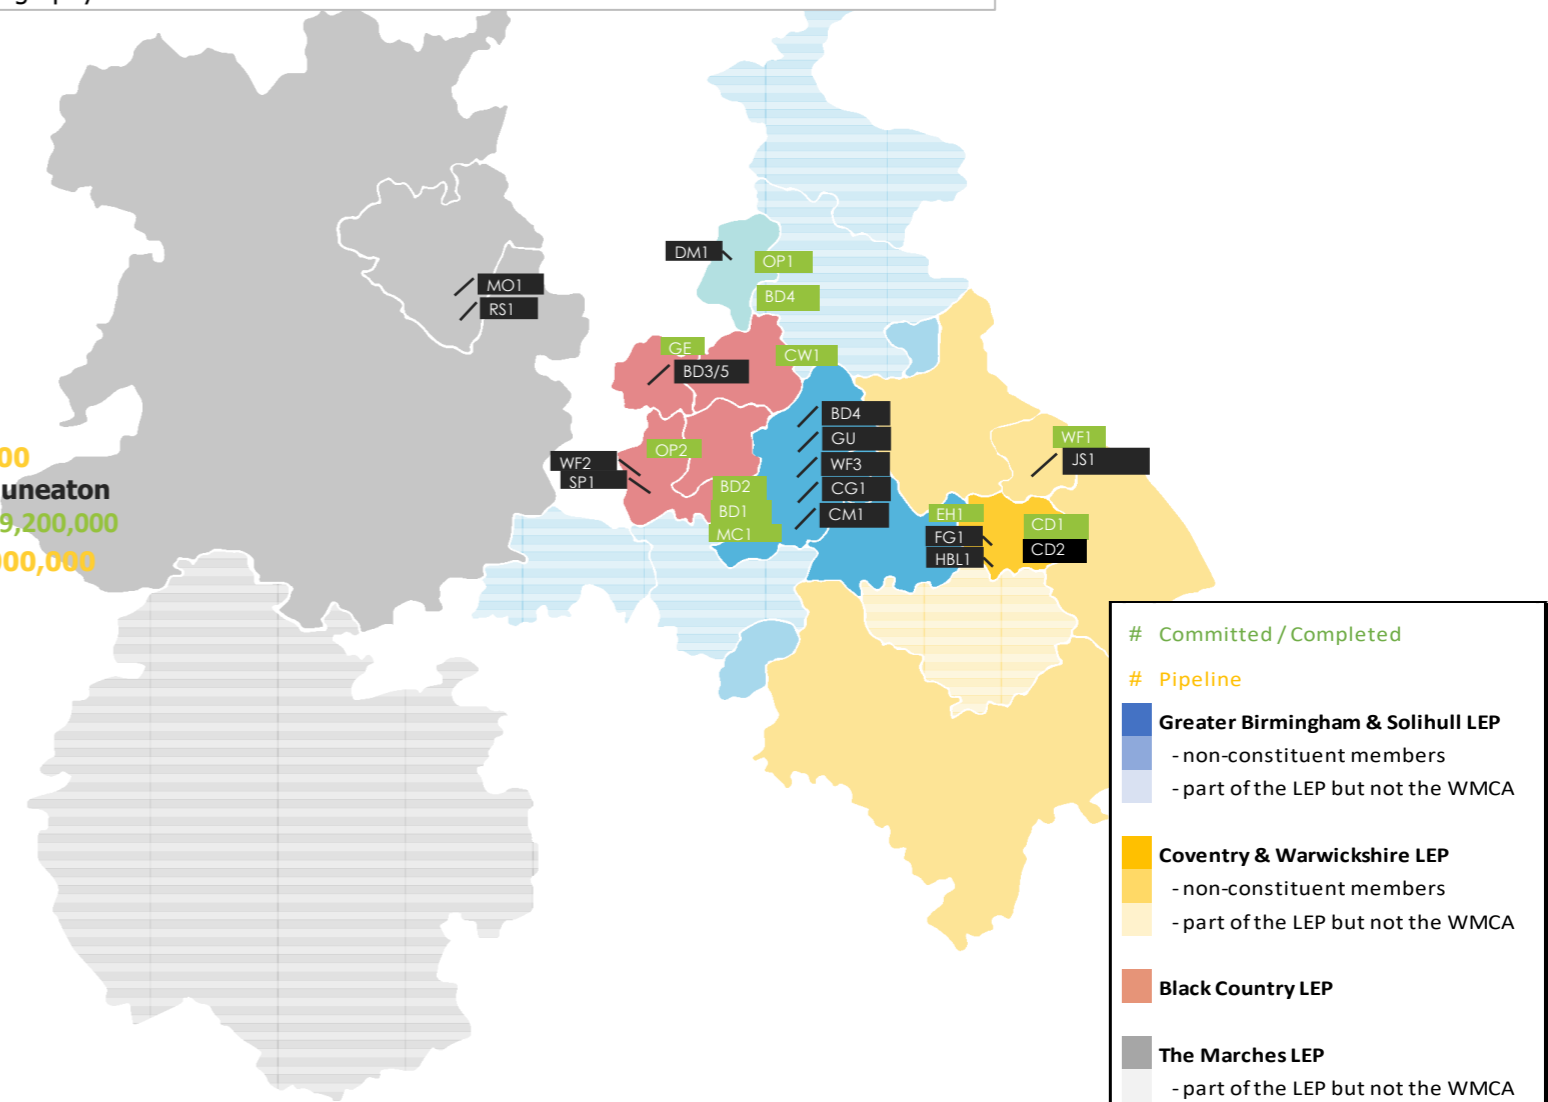 DM1
OP1
BD4
MO1
RS1
GE
BD3/5
CW1
BD4
GU
WF3
CG1
CM1
WF1
JS1
OP2
WF2
SP1
BD2
BD1
MC1
EH1
FG1
HBL1
CD1
CD2
00
uneaton
9,200,000
000,000
# Committed / Completed
# Pipeline
Greater Birmingham & Solihull LEP
- non-constituent members
- part of the LEP but not the WMCA
Coventry & Warwickshire LEP
- non-constituent members
- part of the LEP but not the WMCA
Black Country LEP
The Marches LEP
- part of the LEP but not the WMCA